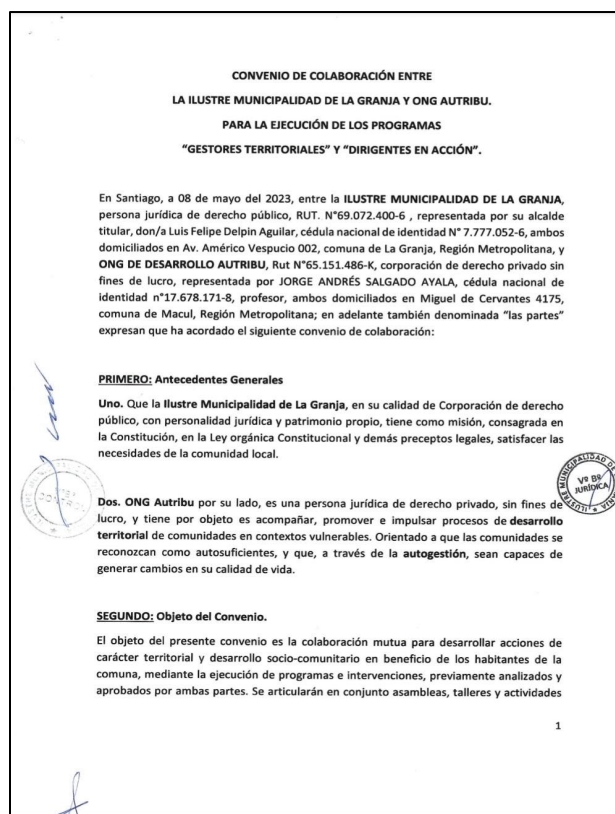 CONVENIO DE COLABORACIÓN ENTRE
LA ILUSTRE MUNICIPALIDAD DE LA GRANJA Y ONG AUTRIBU.
PARA LA EJECUCIÓN DE LOS PROGRAMAS
"GESTORES TERRITORIALES" Y "DIRIGENTES EN ACCIÓN".
En Santiago, a 08 de mayo del 2023, entre la ILUSTRE MUNICIPALIDAD DE LA GRANJA,
persona jurídica de derecho público, RUT. N°69.072.400-6 , representada por su alcalde
titular, don/a Luis Felipe Delpin Aguilar, cédula nacional de identidad N° 7.777.052-6, ambos
domiciliados en Av. Américo Vespucio 002, comuna de La Granja, Región Metropolitana, y
ONG DE DESARROLLO AUTRIBU, Rut N°65.151.486-K, corporación de derecho privado sin
fines de lucro, representada por JORGE ANDRÉS SALGADO AYALA, cédula nacional de
identidad n°17.678.171-8, profesor, ambos domiciliados en Miguel de Cervantes 4175,
comuna de Macul, Región Metropolitana; en adelante también denominada "las partes"
expresan que ha acordado el siguiente convenio de colaboración:
PRIMERO: Antecedentes Generales
Uno. Que la Ilustre Municipalidad de La Granja, en su calidad de Corporación de derecho
público, con personalidad jurídica y patrimonio propio, tiene como misión, consagrada en
la Constitución, en la Ley orgánica Constitucional y demás preceptos legales, satisfacer las
necesidades de la comunidad local.
CONTROL
Vº Bº
JURÍDICA
Dos. ONG Autribu por su lado, es una persona jurídica de derecho privado, sin fines de
lucro, y tiene por objeto es acompañar, promover e impulsar procesos de desarrollo
territorial de comunidades en contextos vulnerables. Orientado a que las comunidades se
reconozcan como autosuficientes, y que, a través de la autogestión, sean capaces de
generar cambios en su calidad de vida.
SEGUNDO: Objeto del Convenio.
El objeto del presente convenio es la colaboración mutua para desarrollar acciones de
carácter territorial y desarrollo socio-comunitario en beneficio de los habitantes de la
comuna, mediante la ejecución de programas e intervenciones, previamente analizados y
aprobados por ambas partes. Se articularán en conjunto asambleas, talleres y actividades
1